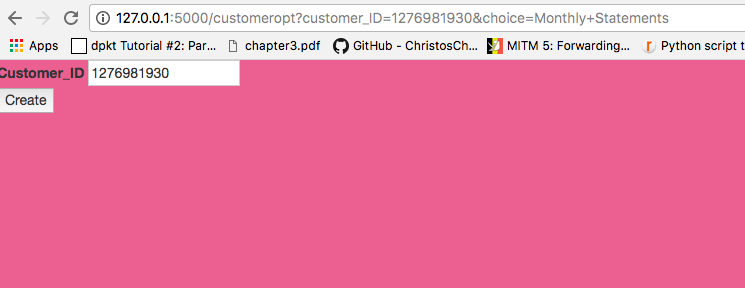 127.0.0.1:5000/customeropt?customer_ID=1276981930&choice=Monthly+Statements
Apps dpkt Tutorial #2: Par... chapter3.pdf GitHub - ChristosCh... MITM 5: Forwarding... Python script t
Customer_ID 1276981930
Create